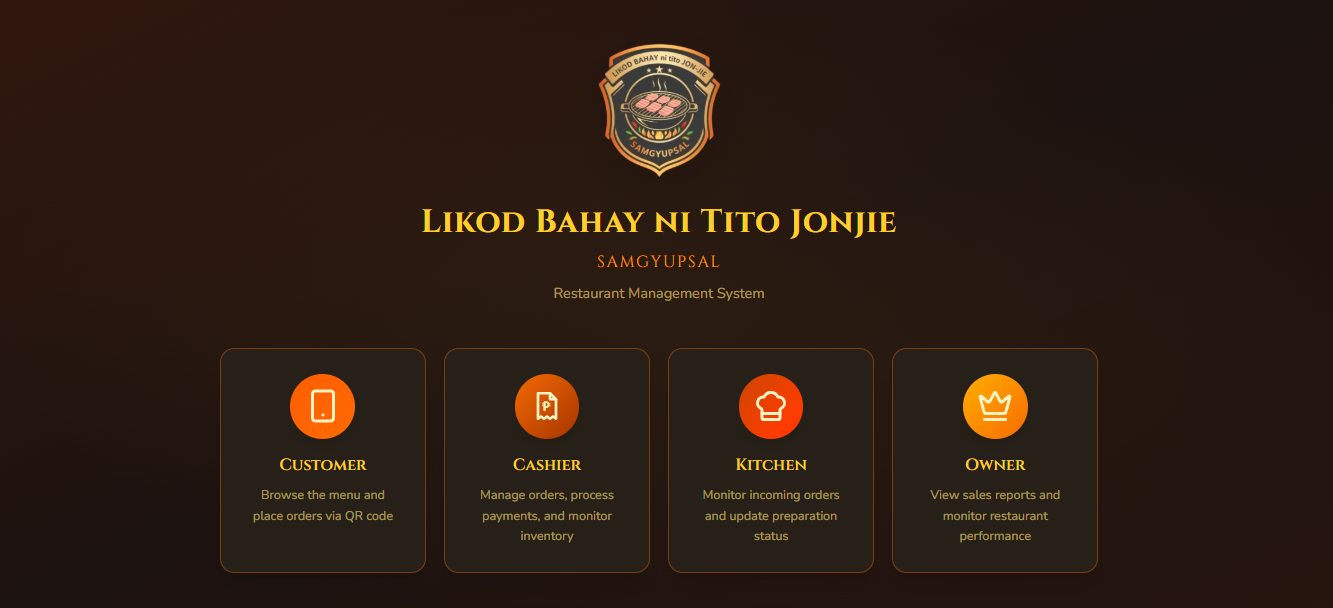 LIKOD BAHAY ni tito JON-JIE
SAMGYUPSAL
Likod Bahay ni Tito Jonjie
SAMGYUPSAL
Restaurant Management System
Customer
Browse the menu and
place orders via QR code
Cashier
Manage orders, process
payments, and monitor
inventory
Kitchen
Monitor incoming orders
and update preparation
status
Owner
View sales reports and
monitor restaurant
performance